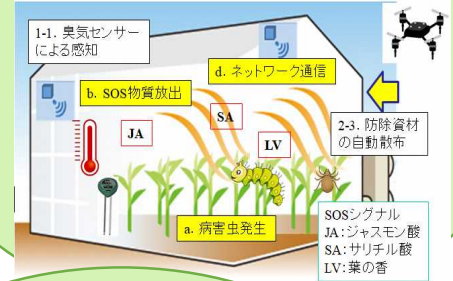 1-1. 臭気センサー
による感知
d. ネットワーク通信
b. SOS物質放出
SA
JA
LV
2-3. 防除資材
の自動散布
a. 病害虫発生
SOSシグナル
JA:ジャスモン酸
SA:サリチル酸
LV:葉の香